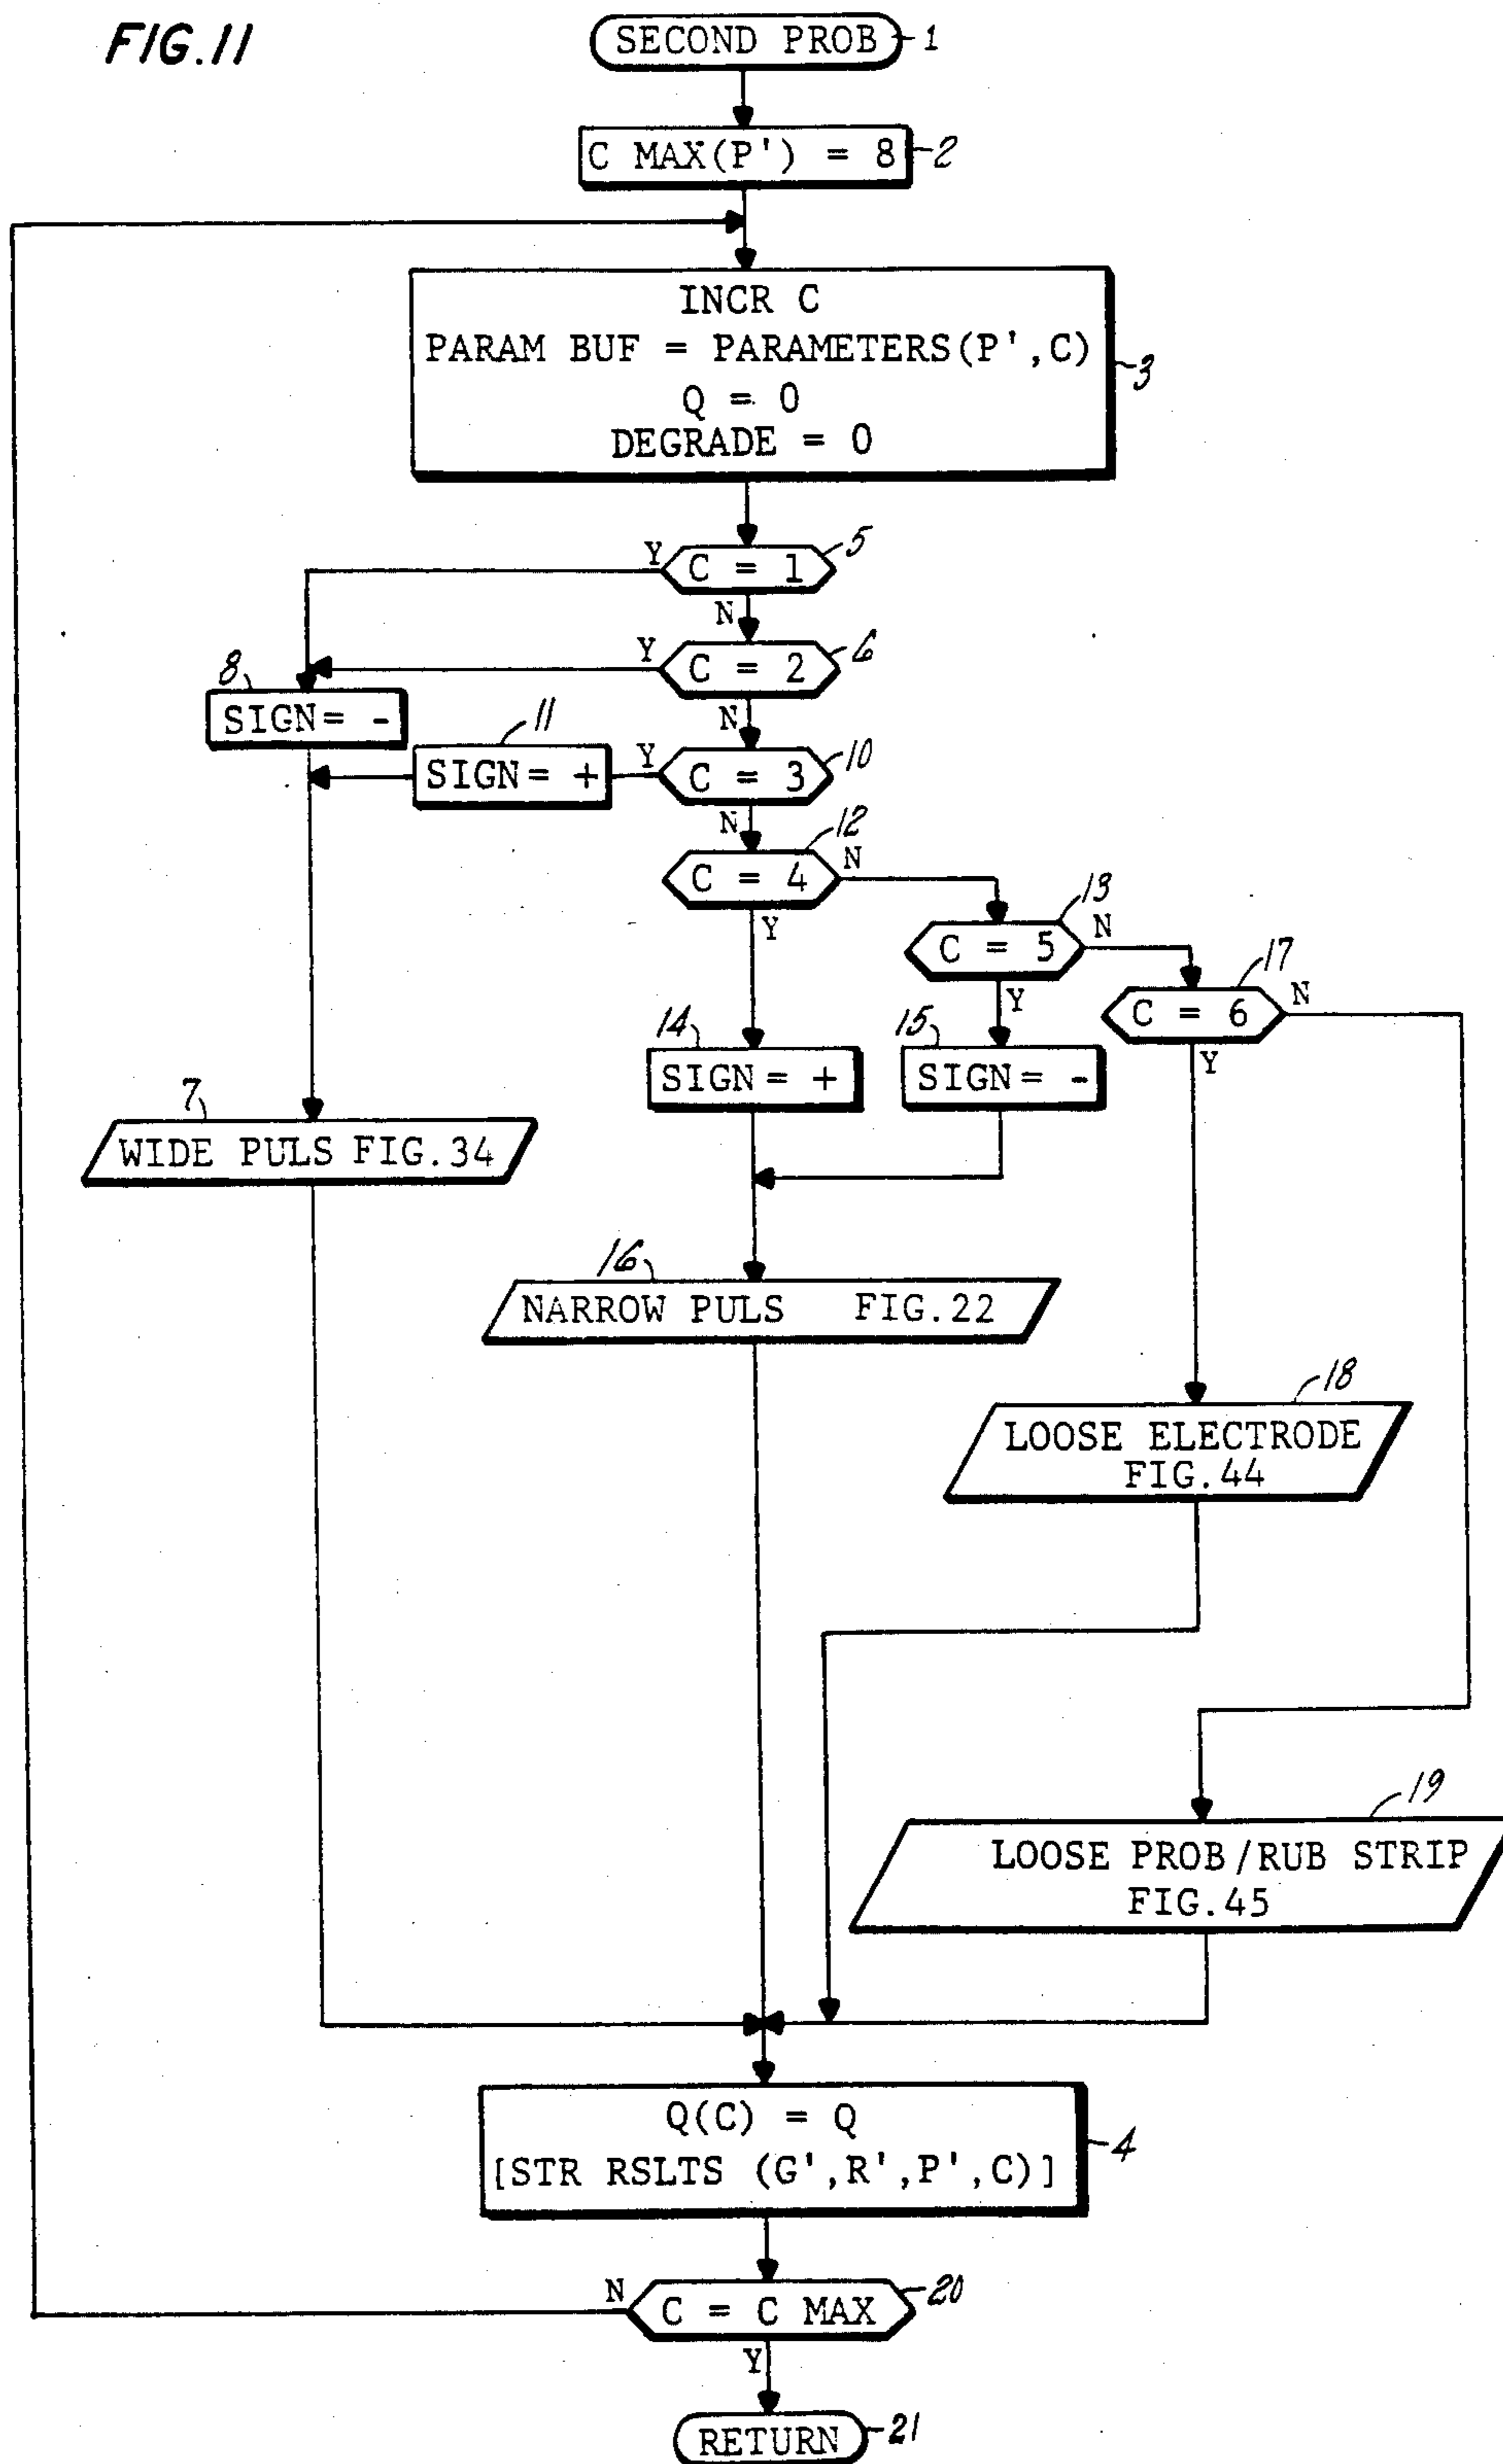 FIG. 11
SECOND PROB 1
C MAX(P') = 8 2
INCR C
PARAM BUF = PARAMETERS(P',C)
Q = 0
DEGRADE = 0
3
Y C = 1 5
N
Y C = 2 6
N
8
SIGN= -
11
SIGN= +
Y C = 3 10
N
C = 4 12
N
Y
C = 5 13
N
Y
C = 6 17
N
Y
14
SIGN= +
15
SIGN= -
7
WIDE PULS FIG.34
16
NARROW PULS FIG.22
18
LOOSE ELECTRODE
FIG.44
19
LOOSE PROB/RUB STRIP
FIG.45
Q(C) = Q
[STR RSLTS (G',R',P',C)]
4
N C = C MAX 20
Y
RETURN 21